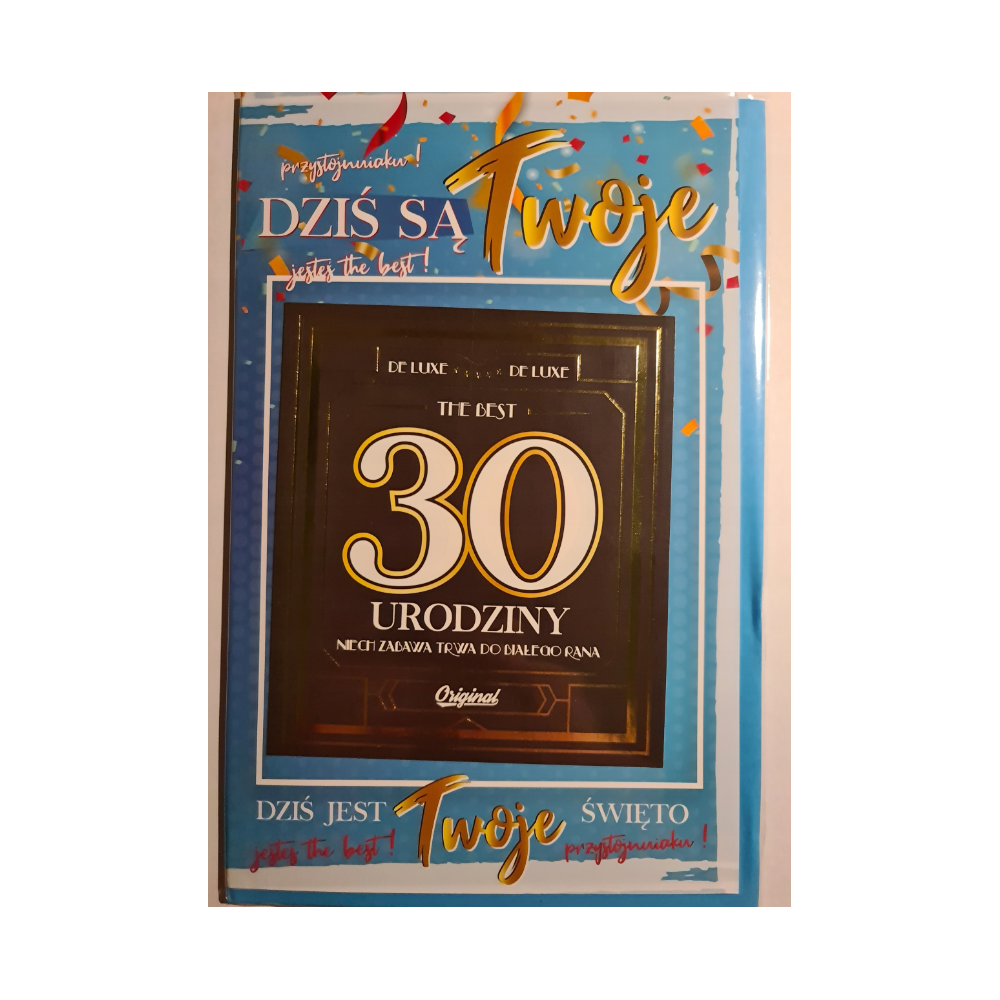 przystojniaku!
DZIŚ SĄ Twoje
jesteś the best!
DE LUXE DE LUXE
THE BEST
30
URODZINY
NIECH ZABAWA TRWA DO BIAŁEGO RANA
Original
DZIŚ JEST Twoje ŚWIĘTO
jesteś the best! przystojniaku!